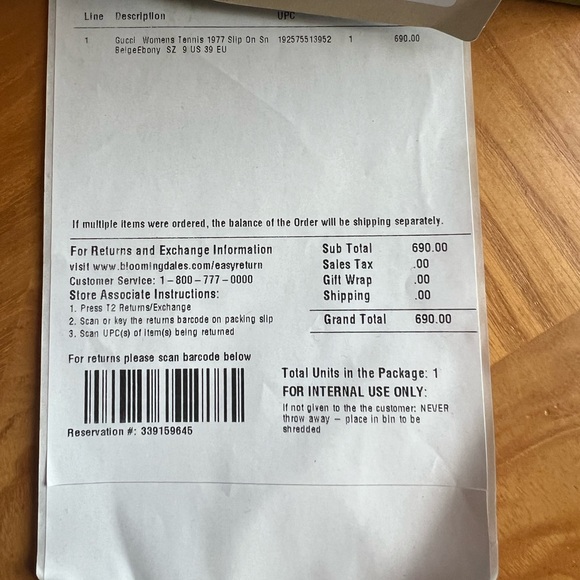 Line Description UPC
1 Gucci Womens Tennis 1977 Slip On Sn 192575513952 1 690.00
BeigeEbony SZ 9 US 39 EU
If multiple items were ordered, the balance of the Order will be shipping separately.
For Returns and Exchange Information
visit www.bloomingdales.com/easyreturn
Customer Service: 1-800-777-0000
Store Associate Instructions:
1. Press T2 Returns/Exchange
2. Scan or key the returns barcode on packing slip
3. Scan UPC(s) of item(s) being returned
Sub Total 690.00
Sales Tax .00
Gift Wrap .00
Shipping .00
Grand Total 690.00
For returns please scan barcode below
Reservation #: 339159645
Total Units in the Package: 1
FOR INTERNAL USE ONLY:
If not given to the the customer: NEVER
throw away – place in bin to be
shredded